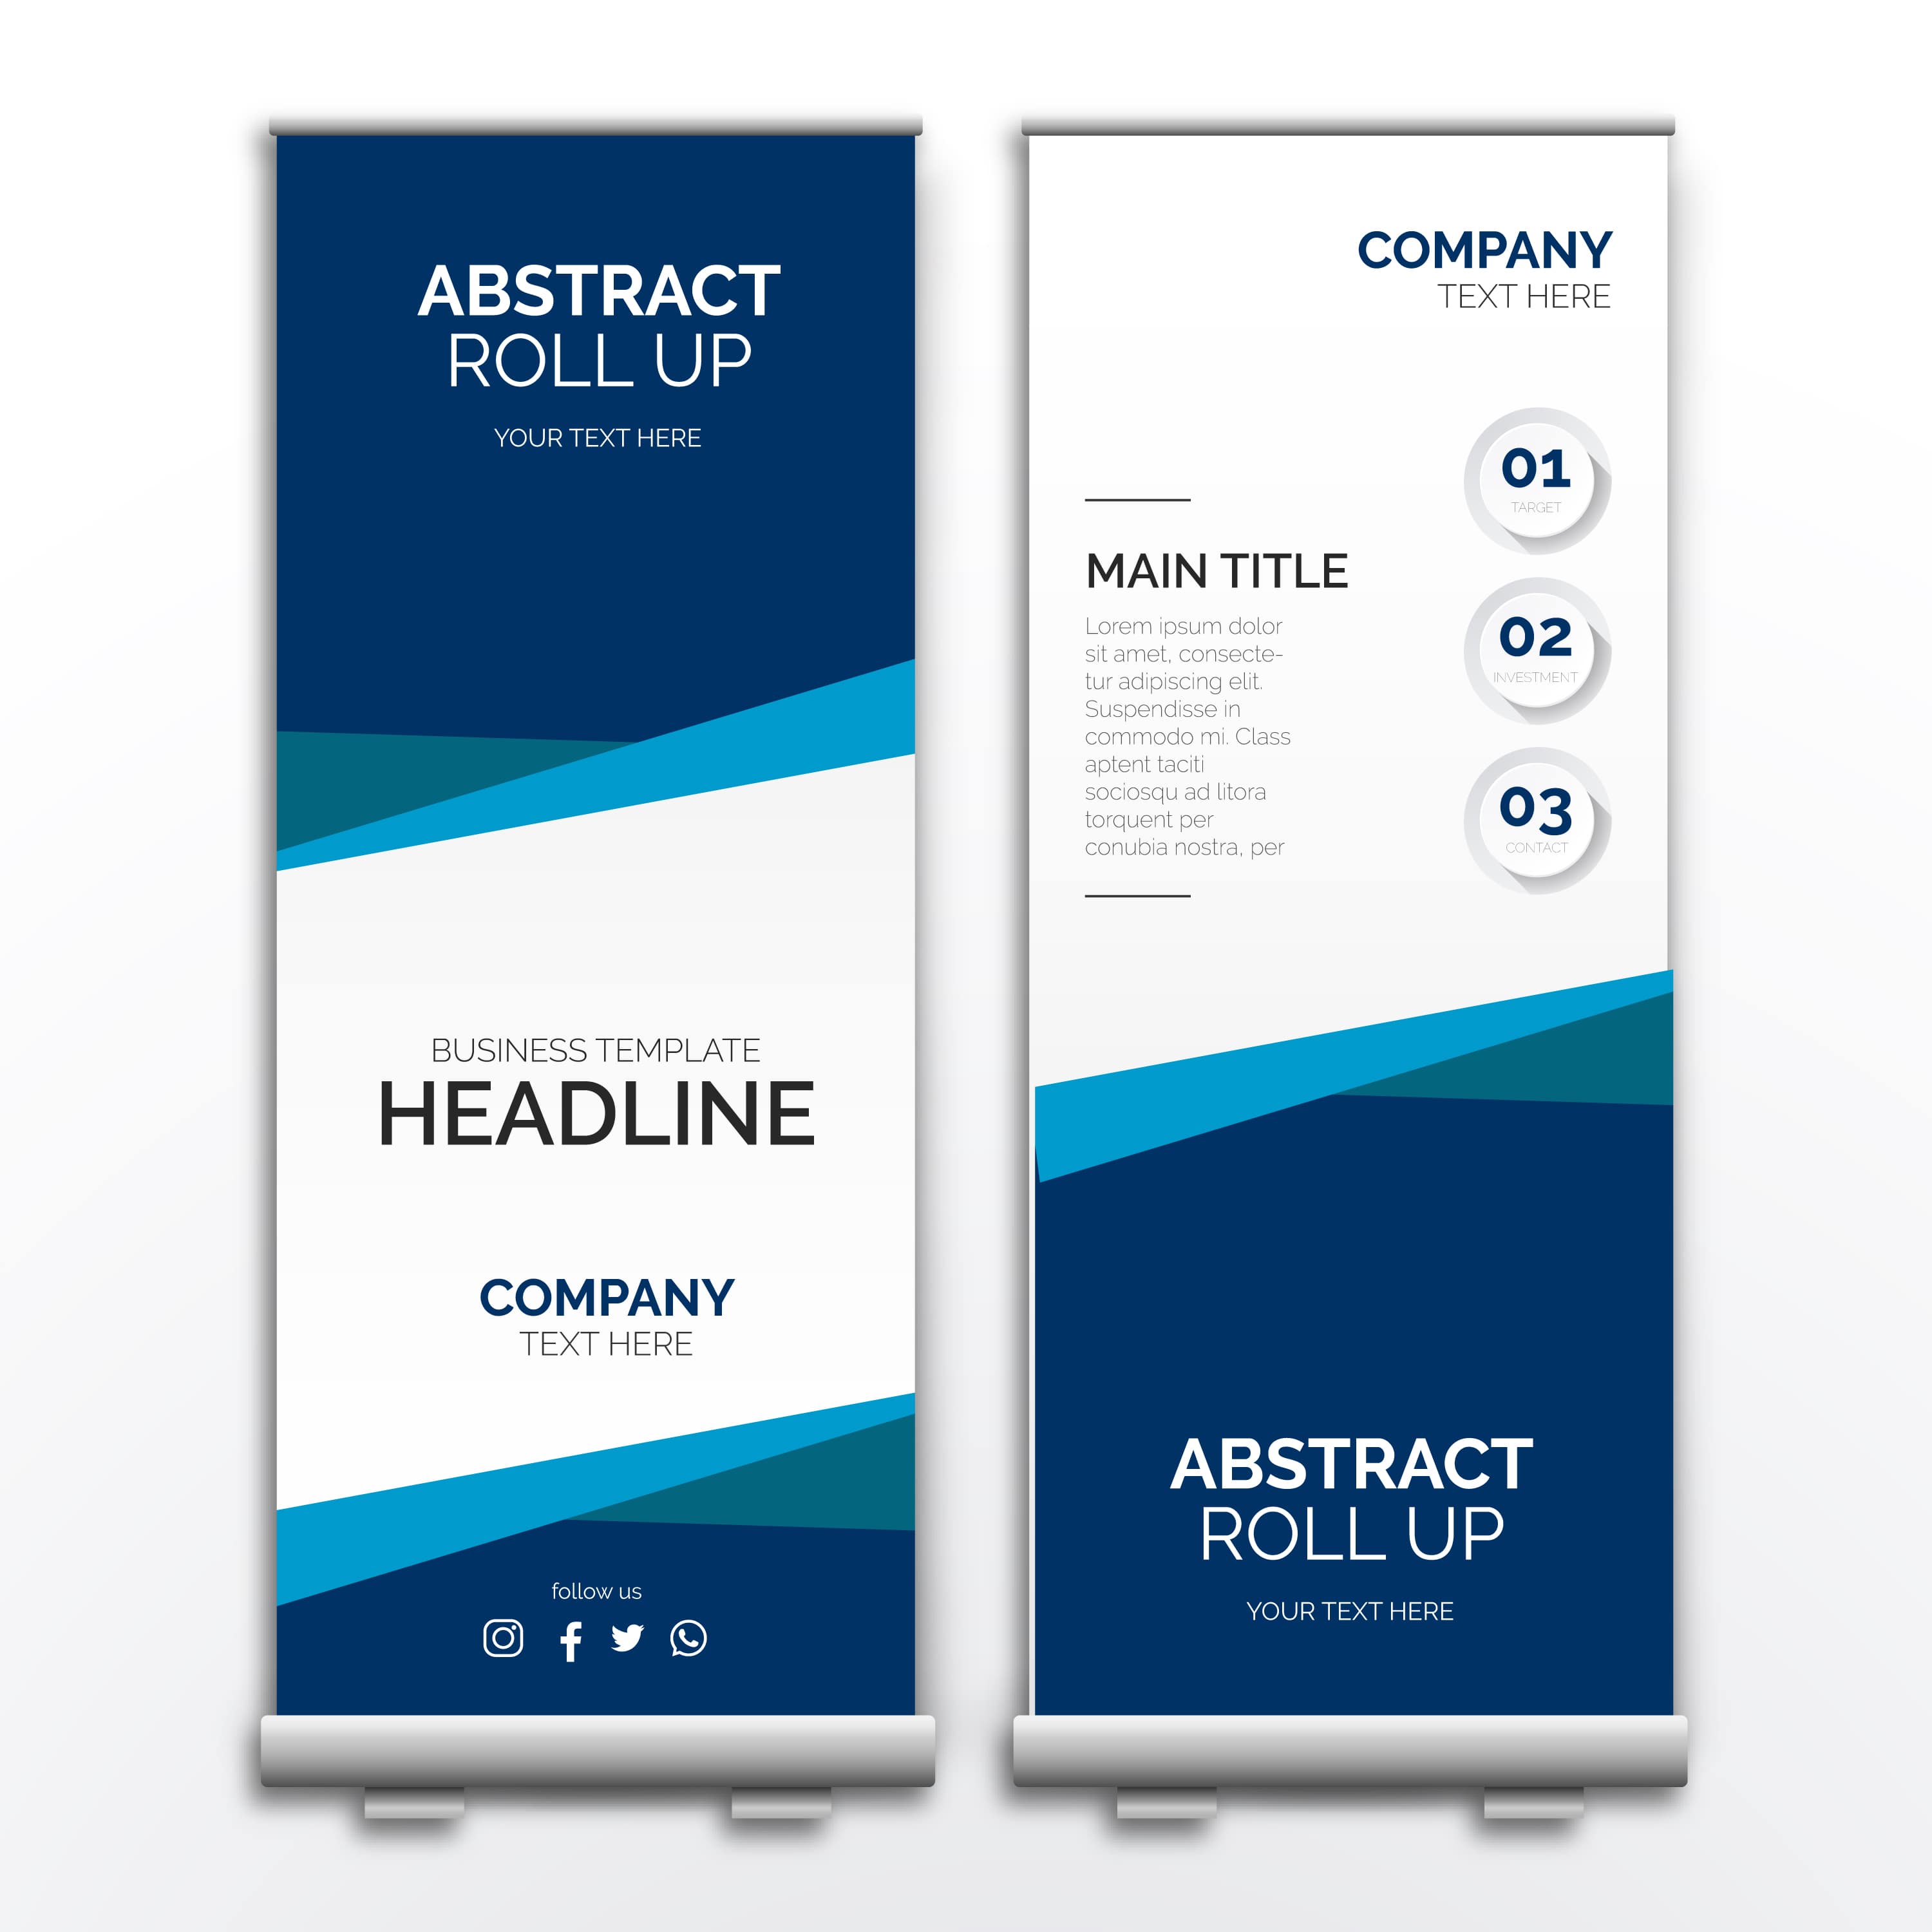 ABSTRACT
ROLL UP
YOUR TEXT HERE
BUSINESS TEMPLATE
HEADLINE
COMPANY
TEXT HERE
follow us
COMPANY
TEXT HERE
01
TARGET
02
INVESTMENT
03
CONTACT
MAIN TITLE
Lorem ipsum dolor
sit amet, consecte-
tur adipiscing elit.
Suspendisse in
commodo mi. Class
aptent taciti
sociosqu ad litora
torquent per
conubia nostra, per
ABSTRACT
ROLL UP
YOUR TEXT HERE